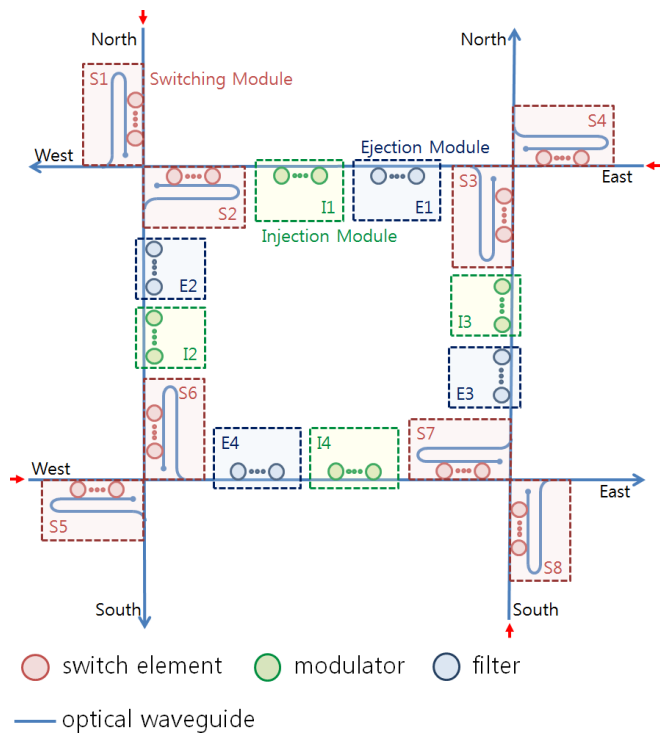 North
North
S1
Switching Module
S4
West
Ejection Module
East
S3
S2
I1
E1
Injection Module
E2
I3
I2
E3
S6
E4
I4
S7
West
East
S5
S8
South
South
switch element
modulator
filter
optical waveguide